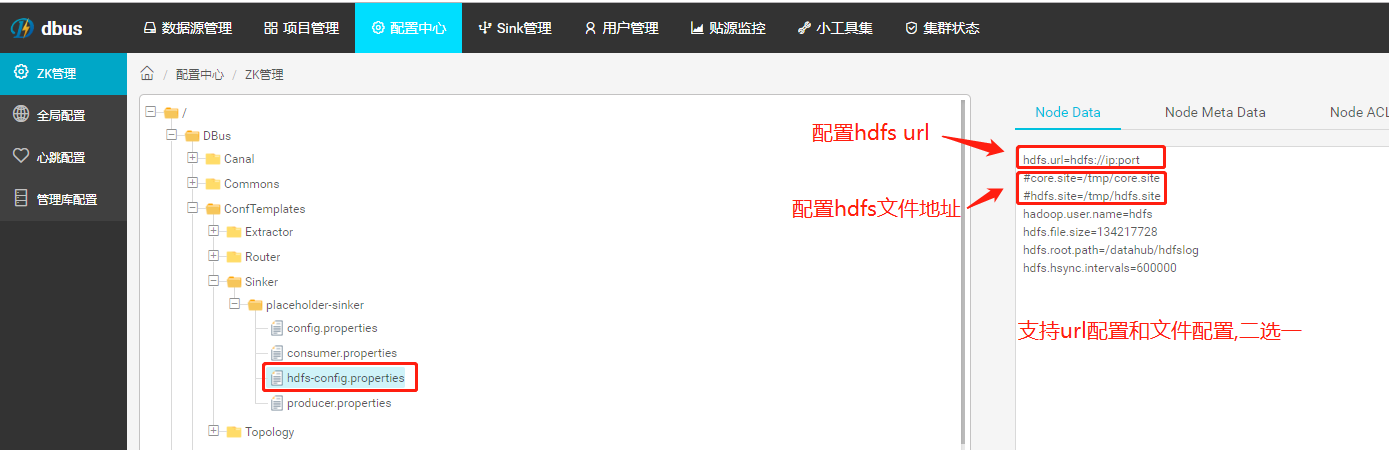 dbus
数据源管理
项目管理
配置中心
Sink管理
用户管理
贴源监控
小工具集
集群状态
ZK管理
全局配置
心跳配置
管理库配置
/ 配置中心 / ZK管理
/
DBus
Canal
Commons
ConfTemplates
Extractor
Router
Sinker
placeholder-sinker
config.properties
consumer.properties
hdfs-config.properties
producer.properties
Topology
Node Data
Node Meta Data
Node ACL
配置hdfs url
配置hdfs文件地址
hdfs.url=hdfs://ip:port
#core.site=/tmp/core.site
#hdfs.site=/tmp/hdfs.site
hadoop.user.name=hdfs
hdfs.file.size=134217728
hdfs.root.path=/datahub/hdfslog
hdfs.hsync.intervals=600000
支持url配置和文件配置,二选一